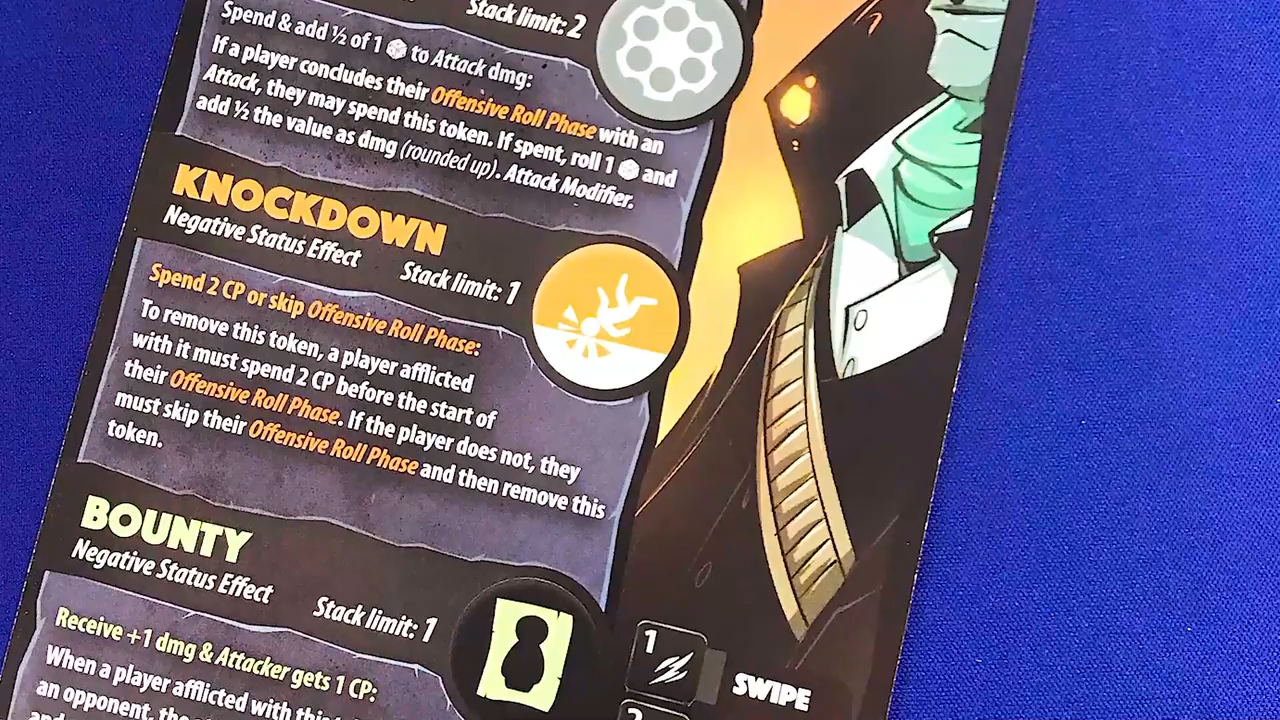 Stack limit: 2
Spend & add ½ of 1 to Attack dmg:
If a player concludes their Offensive Roll Phase with an
Attack, they may spend this token. If spent, roll 1 and
add ½ the value as dmg (rounded up). Attack Modifier.
KNOCKDOWN
Negative Status Effect
Stack limit: 1
Spend 2 CP or skip Offensive Roll Phase:
To remove this token, a player afflicted
with it must spend 2 CP before the start of
their Offensive Roll Phase. If the player does not, they
must skip their Offensive Roll Phase and then remove this
token.
BOUNTY
Negative Status Effect
Stack limit: 1
Receive +1 dmg & Attacker gets 1 CP:
When a player afflicted with
an opponent,
1
SWIPE
2